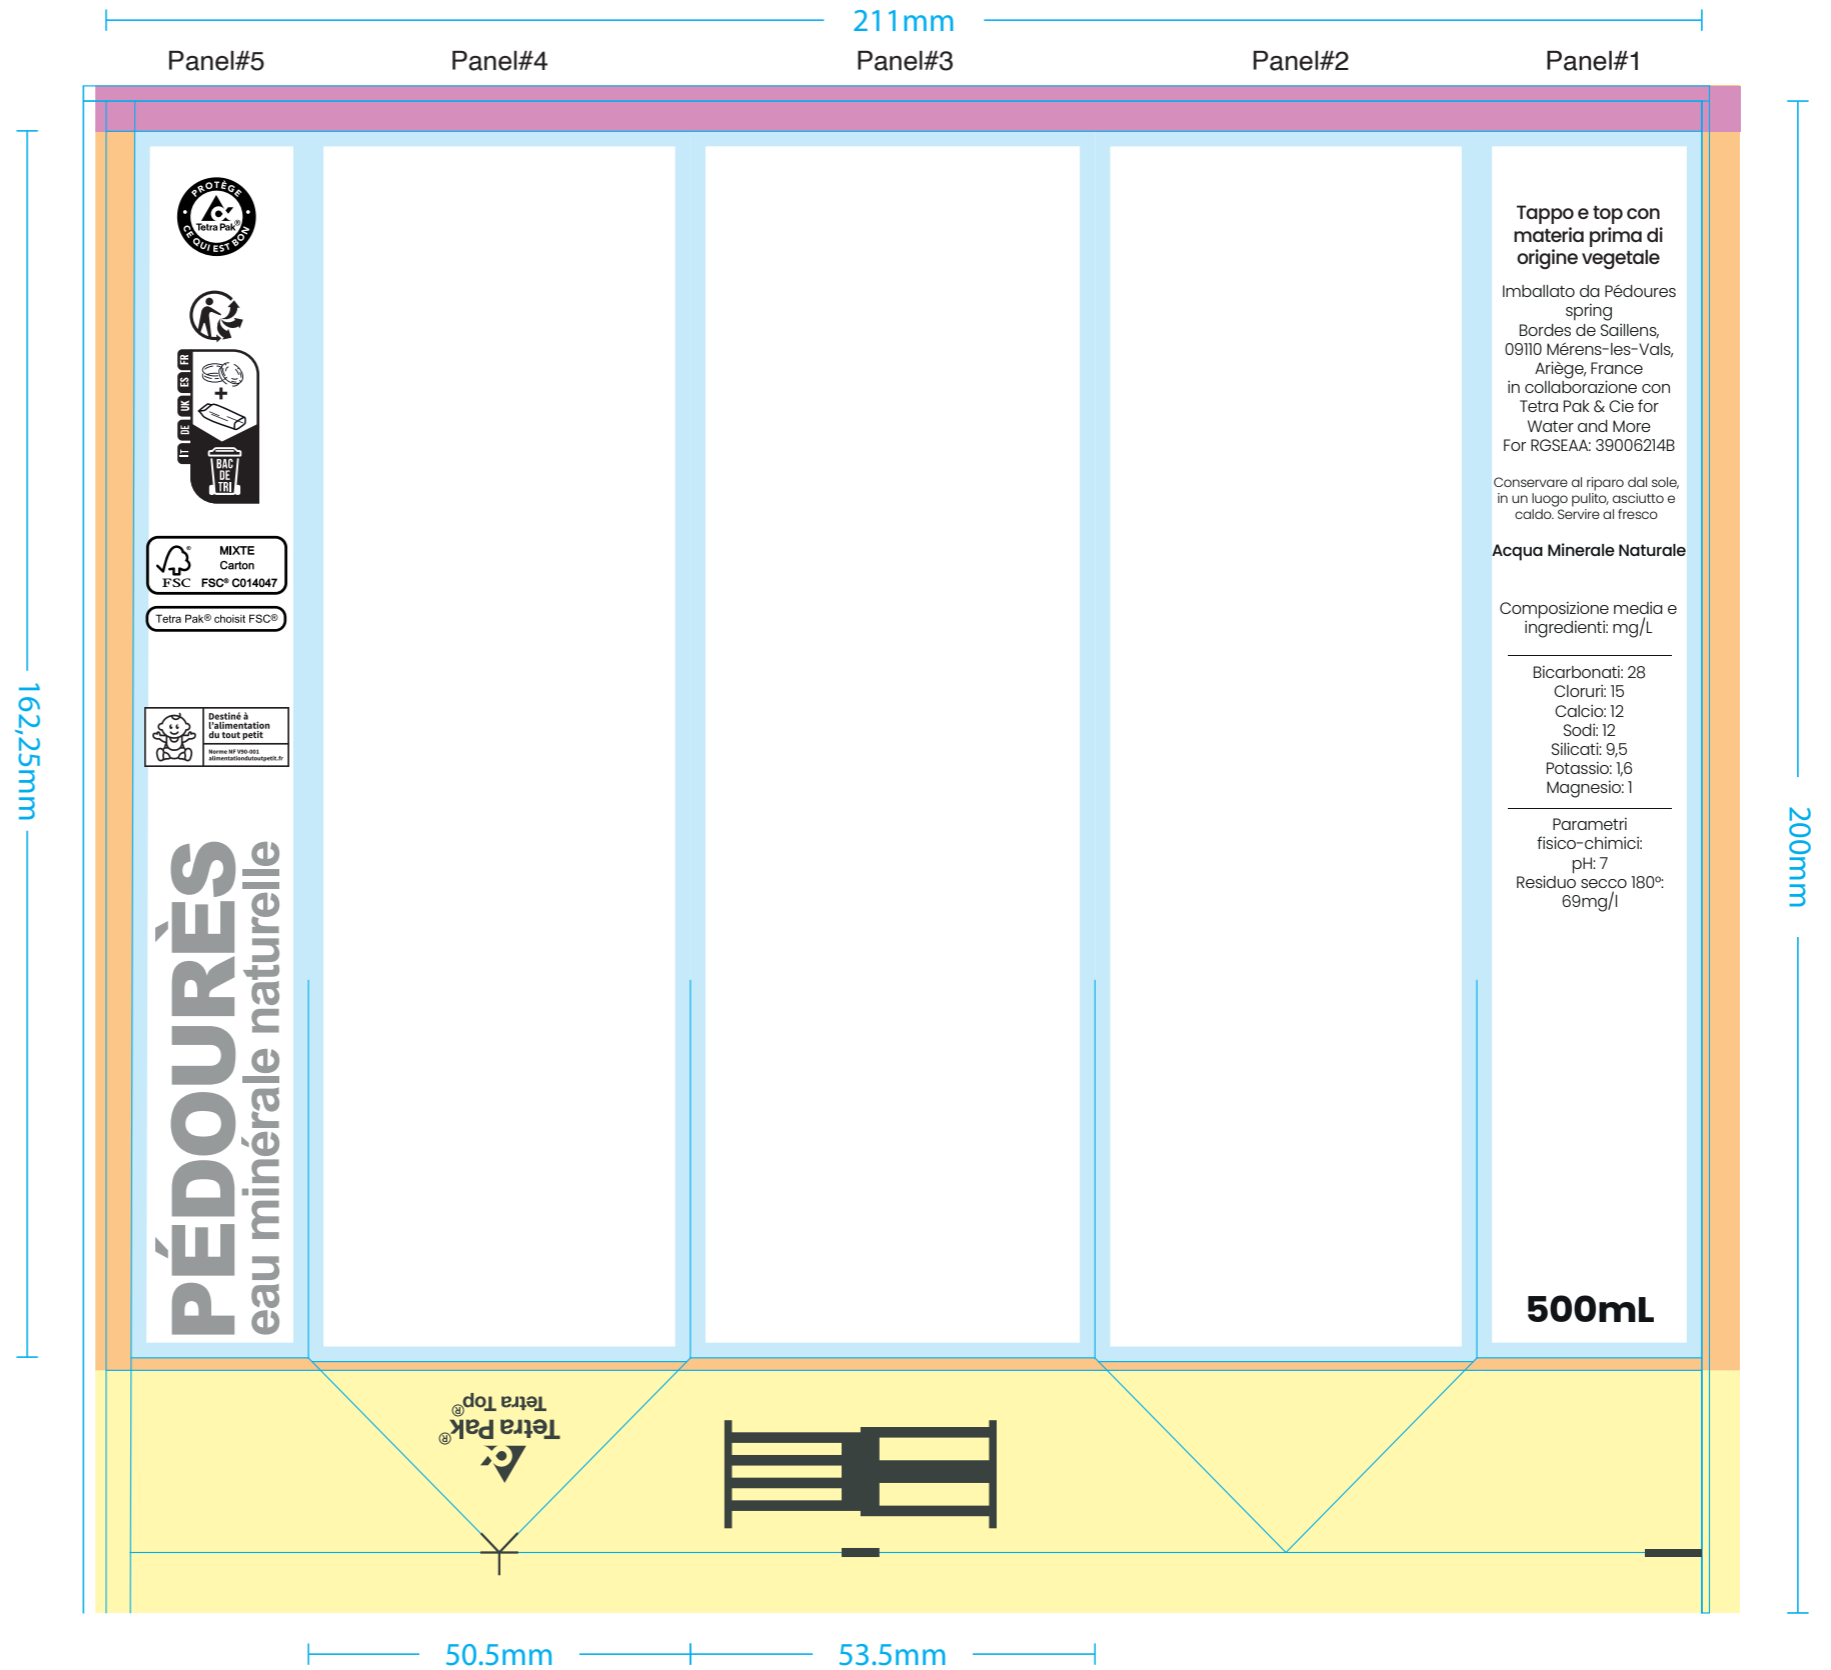 211mm
Panel#5
Panel#4
Panel#3
Panel#2
Panel#1
162,25mm
200mm
PROTÈGE
Tetra Pak®
CE QUI EST BON
FR
ES
UK
DE
IT
+
BAC
DE
TRI
MIXTE
Carton
FSC® C014047
FSC
Tetra Pak® choisit FSC®
Destiné à
l'alimentation
du tout petit
Norme NF V90-001
alimentationdutoutpetit.fr
PÉDOURÈS
eau minérale naturelle
Tappo e top con
materia prima di
origine vegetale
Imballato da Pédoures
spring
Bordes de Saillens,
09110 Mérens-les-Vals,
Ariège, France
in collaborazione con
Tetra Pak & Cie for
Water and More
For RGSEAA: 39006214B
Conservare al riparo dal sole,
in un luogo pulito, asciutto e
caldo. Servire al fresco
Acqua Minerale Naturale
Composizione media e
ingredienti: mg/L
Bicarbonati: 28
Cloruri: 15
Calcio: 12
Sodi: 12
Silicati: 9,5
Potassio: 1,6
Magnesio: 1
Parametri
fisico-chimici:
pH: 7
Residuo secco 180°:
69mg/l
500mL
Tetra Pak®
Tetra Top®
50.5mm
53.5mm